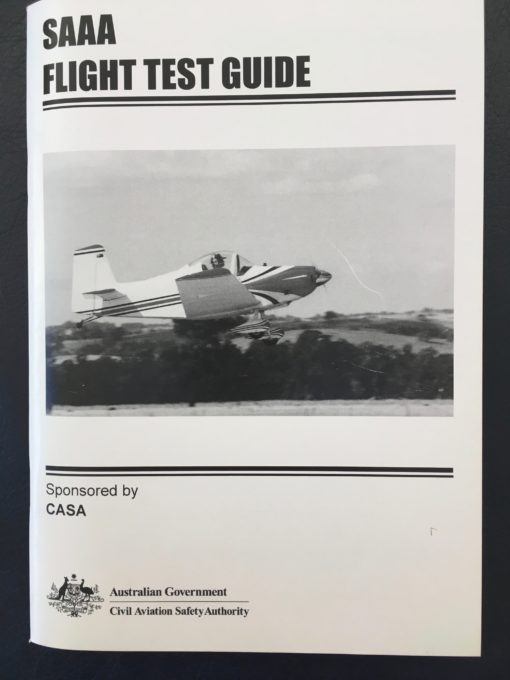 SAAA
FLIGHT TEST GUIDE
Sponsored by
CASA
Australian Government
Civil Aviation Safety Authority